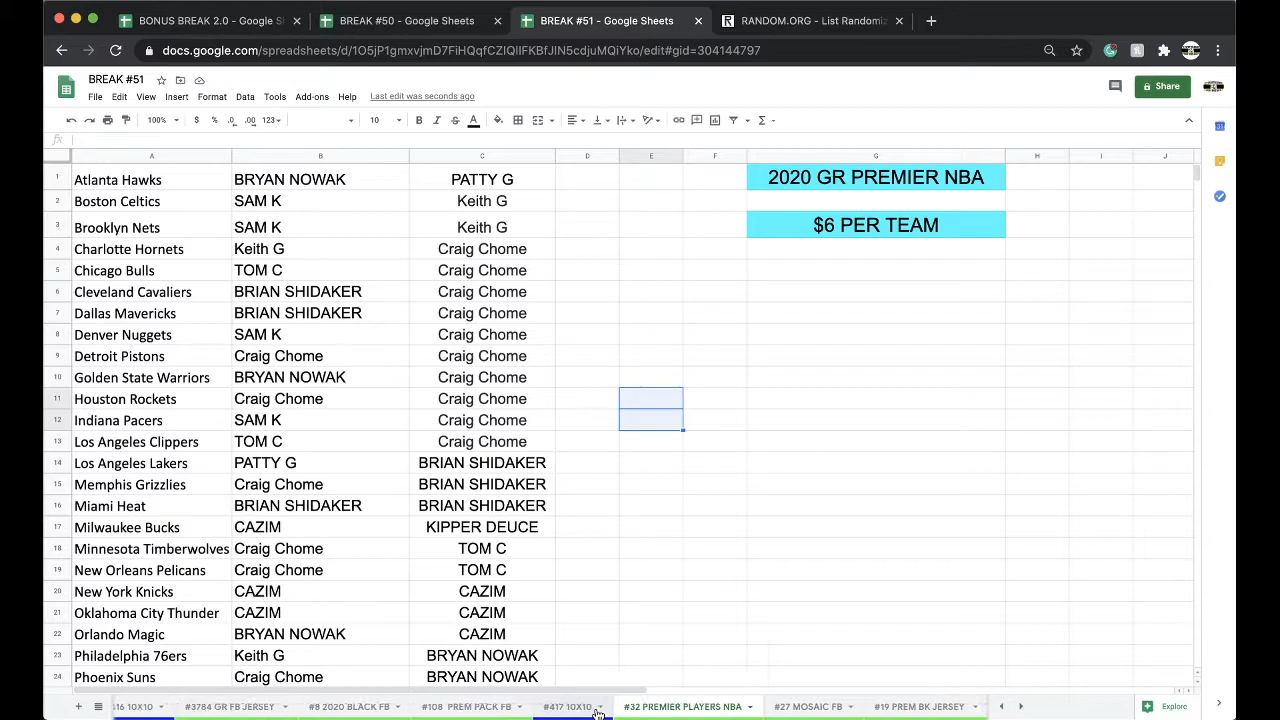 BONUS BREAK 2.0 - Google S
BREAK #50 - Google Sheets
BREAK #51 - Google Sheets
RANDOM.ORG - List Randomiz
docs.google.com/spreadsheets/d/1O5jP1gmxvjmD7FiHQqfCZlQIIFKBfJIN5cdjuMQiYko/edit#gid=304144797
BREAK #51
File Edit View Insert Format Data Tools Add-ons Help Last edit was seconds ago
Share
100% $ % .0 .00 123 10
fx
A B C D E F G H I J
1 Atlanta Hawks BRYAN NOWAK PATTY G 2020 GR PREMIER NBA
2 Boston Celtics SAM K Keith G
3 Brooklyn Nets SAM K Keith G $6 PER TEAM
4 Charlotte Hornets Keith G Craig Chome
5 Chicago Bulls TOM C Craig Chome
6 Cleveland Cavaliers BRIAN SHIDAKER Craig Chome
7 Dallas Mavericks BRIAN SHIDAKER Craig Chome
8 Denver Nuggets SAM K Craig Chome
9 Detroit Pistons Craig Chome Craig Chome
10 Golden State Warriors BRYAN NOWAK Craig Chome
11 Houston Rockets Craig Chome Craig Chome
12 Indiana Pacers SAM K Craig Chome
13 Los Angeles Clippers TOM C Craig Chome
14 Los Angeles Lakers PATTY G BRIAN SHIDAKER
15 Memphis Grizzlies Craig Chome BRIAN SHIDAKER
16 Miami Heat BRIAN SHIDAKER BRIAN SHIDAKER
17 Milwaukee Bucks CAZIM KIPPER DEUCE
18 Minnesota Timberwolves Craig Chome TOM C
19 New Orleans Pelicans Craig Chome TOM C
20 New York Knicks CAZIM CAZIM
21 Oklahoma City Thunder CAZIM CAZIM
22 Orlando Magic BRYAN NOWAK CAZIM
23 Philadelphia 76ers Keith G BRYAN NOWAK
24 Phoenix Suns Craig Chome BRYAN NOWAK
16 10X10 #3784 GR FB JERSEY #8 2020 BLACK FB #108 PREM PACK FB #417 10X10 #32 PREMIER PLAYERS NBA #27 MOSAIC FB #19 PREM BK JERSEY Explore